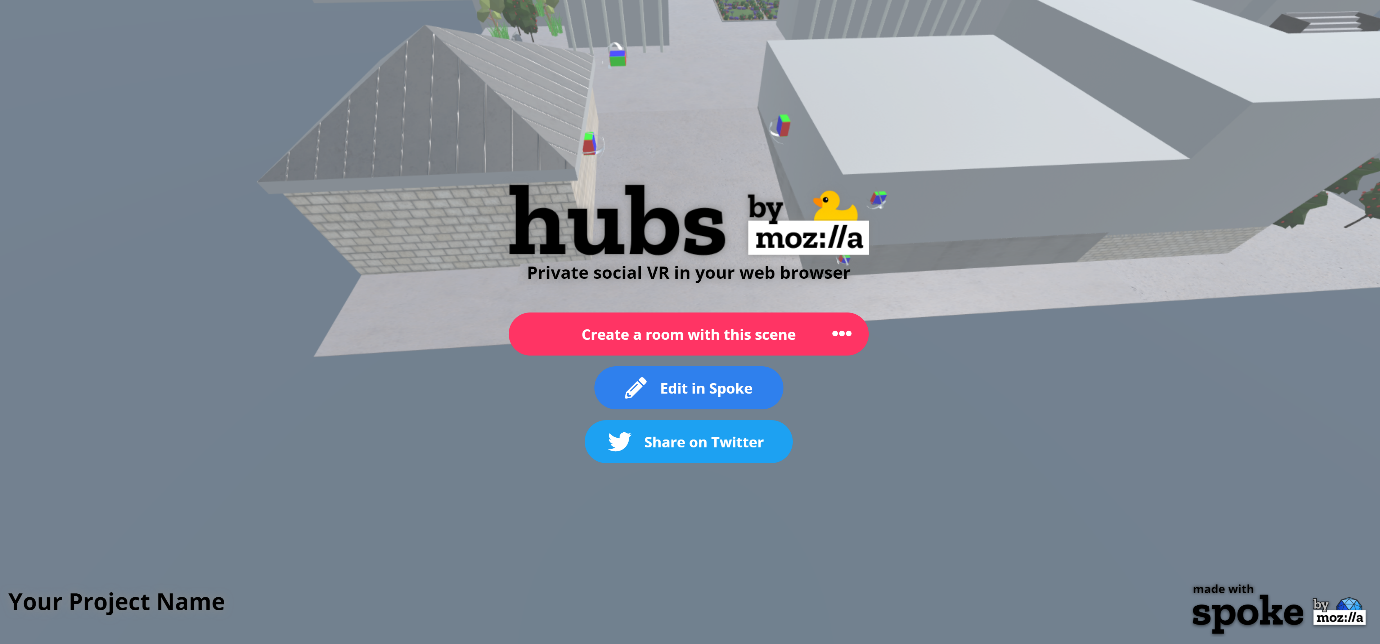 hubs by
moz://a
Private social VR in your web browser
Create a room with this scene
Edit in Spoke
Share on Twitter
Your Project Name
made with
spoke by
moz://a